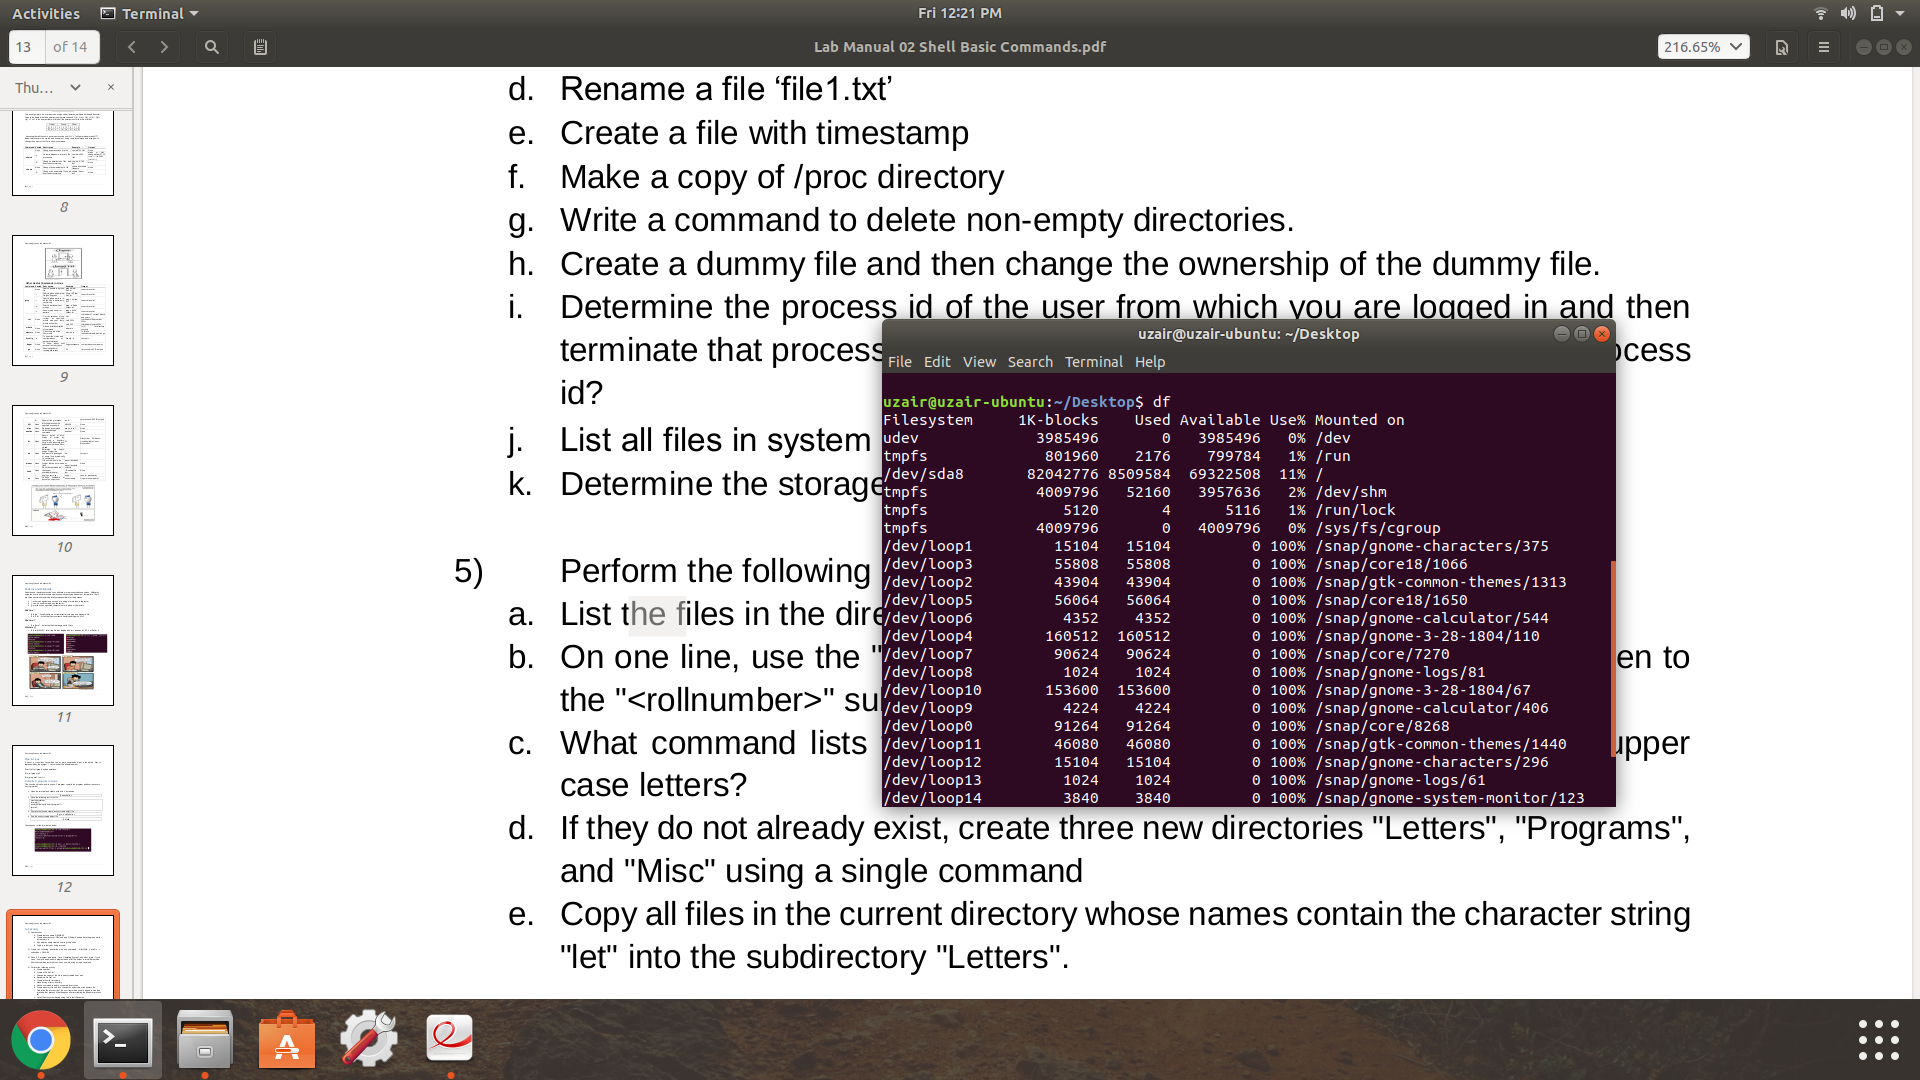 Activities
Terminal
Fri 12:21 PM
13 of 14
Lab Manual 02 Shell Basic Commands.pdf
216.65%
Thu...
8
9
10
11
12
d. Rename a file ‘file1.txt’
e. Create a file with timestamp
f. Make a copy of /proc directory
g. Write a command to delete non-empty directories.
h. Create a dummy file and then change the ownership of the dummy file.
i. Determine the process id of the user from which you are logged in and then
terminate that process
id?
j. List all files in system
k. Determine the storage
5) Perform the following
a. List the files in the dire
b. On one line, use the " en to
the "<rollnumber>" su
c. What command lists upper
case letters?
d. If they do not already exist, create three new directories "Letters", "Programs",
and "Misc" using a single command
e. Copy all files in the current directory whose names contain the character string
"let" into the subdirectory "Letters".
uzair@uzair-ubuntu: ~/Desktop
File Edit View Search Terminal Help
uzair@uzair-ubuntu:~/Desktop$ df
Filesystem 1K-blocks Used Available Use% Mounted on
udev 3985496 0 3985496 0% /dev
tmpfs 801960 2176 799784 1% /run
/dev/sda8 82042776 8509584 69322508 11% /
tmpfs 4009796 52160 3957636 2% /dev/shm
tmpfs 5120 4 5116 1% /run/lock
tmpfs 4009796 0 4009796 0% /sys/fs/cgroup
/dev/loop1 15104 15104 0 100% /snap/gnome-characters/375
/dev/loop3 55808 55808 0 100% /snap/core18/1066
/dev/loop2 43904 43904 0 100% /snap/gtk-common-themes/1313
/dev/loop5 56064 56064 0 100% /snap/core18/1650
/dev/loop6 4352 4352 0 100% /snap/gnome-calculator/544
/dev/loop4 160512 160512 0 100% /snap/gnome-3-28-1804/110
/dev/loop7 90624 90624 0 100% /snap/core/7270
/dev/loop8 1024 1024 0 100% /snap/gnome-logs/81
/dev/loop10 153600 153600 0 100% /snap/gnome-3-28-1804/67
/dev/loop9 4224 4224 0 100% /snap/gnome-calculator/406
/dev/loop0 91264 91264 0 100% /snap/core/8268
/dev/loop11 46080 46080 0 100% /snap/gtk-common-themes/1440
/dev/loop12 15104 15104 0 100% /snap/gnome-characters/296
/dev/loop13 1024 1024 0 100% /snap/gnome-logs/61
/dev/loop14 3840 3840 0 100% /snap/gnome-system-monitor/123